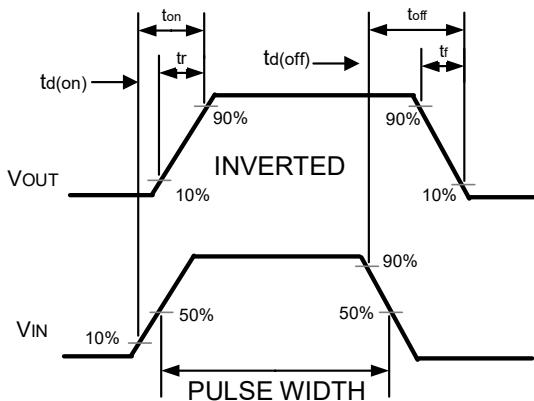 ton
toff
tr
td(off)
tf
td(on)
90%
90%
INVERTED
VOUT
10%
10%
90%
50%
50%
VIN
10%
PULSE WIDTH